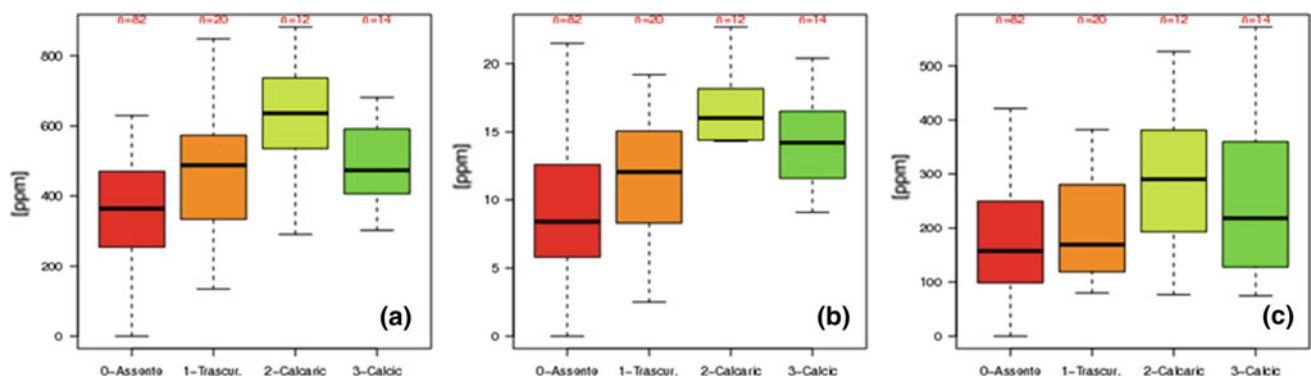 n=82 n=20 n=12 n=14
800
600
400
200
0
[ppm]
(a)
0-Assente 1-Trascur. 2-Calcaric 3-Calcic
n=82 n=20 n=12 n=14
20
15
10
5
0
[ppm]
(b)
0-Assente 1-Trascur. 2-Calcaric 3-Calcic
n=82 n=20 n=12 n=14
500
400
300
200
100
0
[ppm]
(c)
0-Assente 1-Trascur. 2-Calcaric 3-Calcic